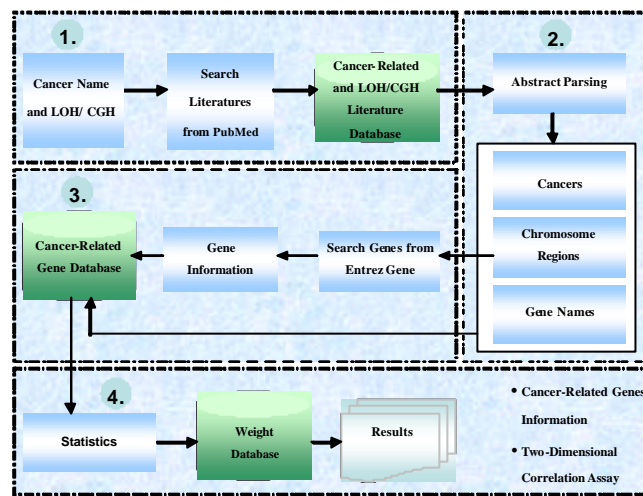 1.
Cancer Name
and LOH/ CGH
Search
Literatures
from PubMed
Cancer-Related
and LOH/CGH
Literature
Database
2.
Abstract Parsing
Cancers
Chromosome
Regions
Gene Names
3.
Cancer-Related
Gene Database
Gene
Information
Search Genes from
Entrez Gene
4.
Statistics
Weight
Database
Results
• Cancer-Related Genes
Information
• Two-Dimensional
Correlation Assay